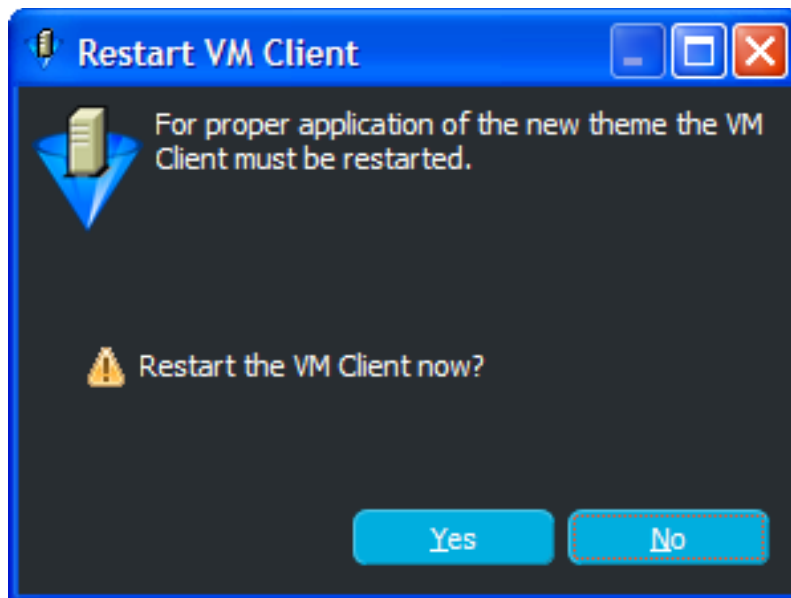 Restart VM Client
For proper application of the new theme the VM
Client must be restarted.
Restart the VM Client now?
Yes
No